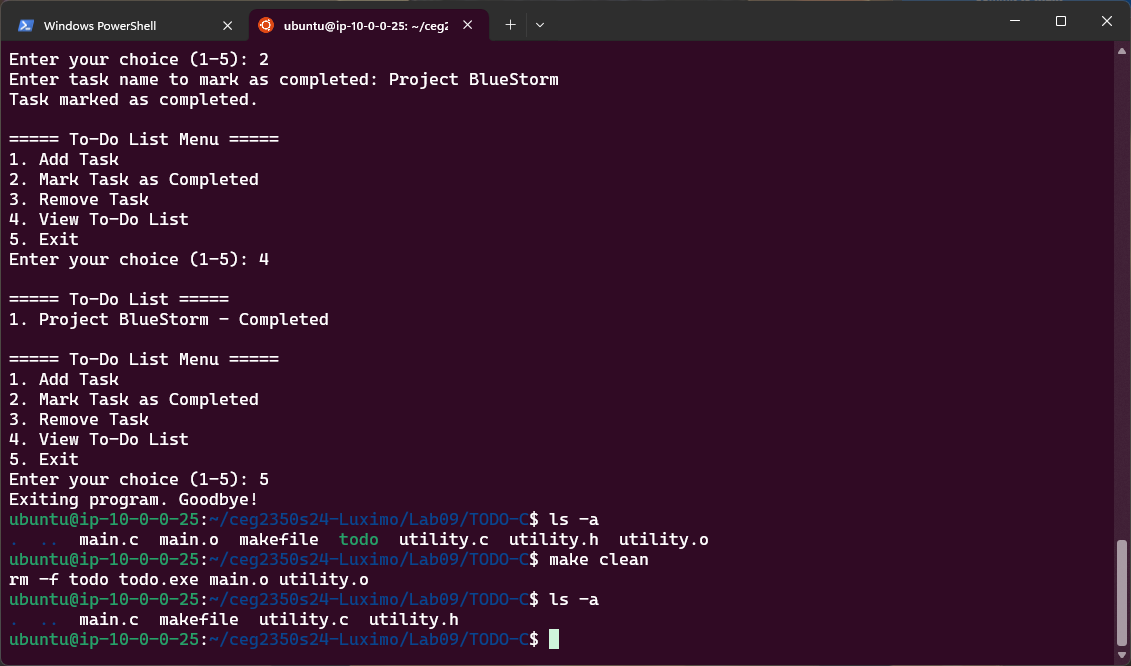 Windows PowerShell
ubuntu@ip-10-0-0-25: ~/ceg2
Enter your choice (1-5): 2
Enter task name to mark as completed: Project BlueStorm
Task marked as completed.
===== To-Do List Menu =====
1. Add Task
2. Mark Task as Completed
3. Remove Task
4. View To-Do List
5. Exit
Enter your choice (1-5): 4
===== To-Do List =====
1. Project BlueStorm - Completed
===== To-Do List Menu =====
1. Add Task
2. Mark Task as Completed
3. Remove Task
4. View To-Do List
5. Exit
Enter your choice (1-5): 5
Exiting program. Goodbye!
ubuntu@ip-10-0-0-25:~/ceg2350s24-Luximo/Lab09/TODO-C$ ls -a
.  ..  main.c  main.o  makefile  todo  utility.c  utility.h  utility.o
ubuntu@ip-10-0-0-25:~/ceg2350s24-Luximo/Lab09/TODO-C$ make clean
rm -f todo todo.exe main.o utility.o
ubuntu@ip-10-0-0-25:~/ceg2350s24-Luximo/Lab09/TODO-C$ ls -a
.  ..  main.c  makefile  utility.c  utility.h
ubuntu@ip-10-0-0-25:~/ceg2350s24-Luximo/Lab09/TODO-C$